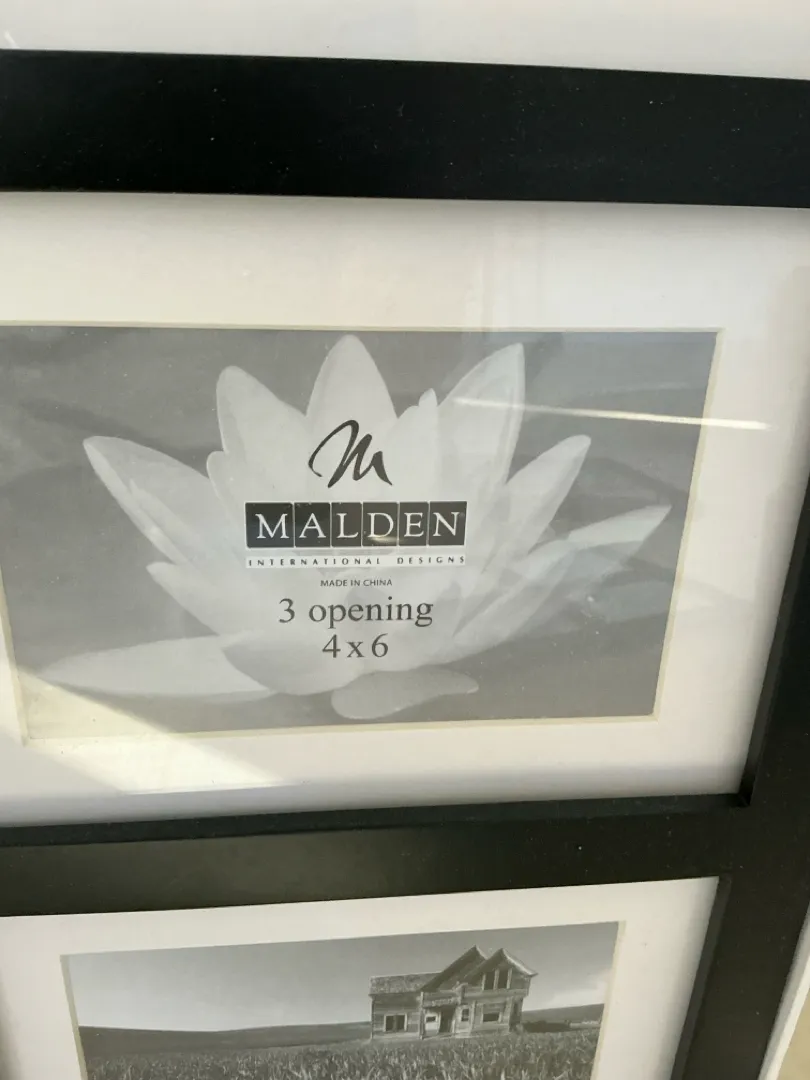 M
MALDEN
INTERNATIONAL DESIGNS
MADE IN CHINA
3 opening
4x6